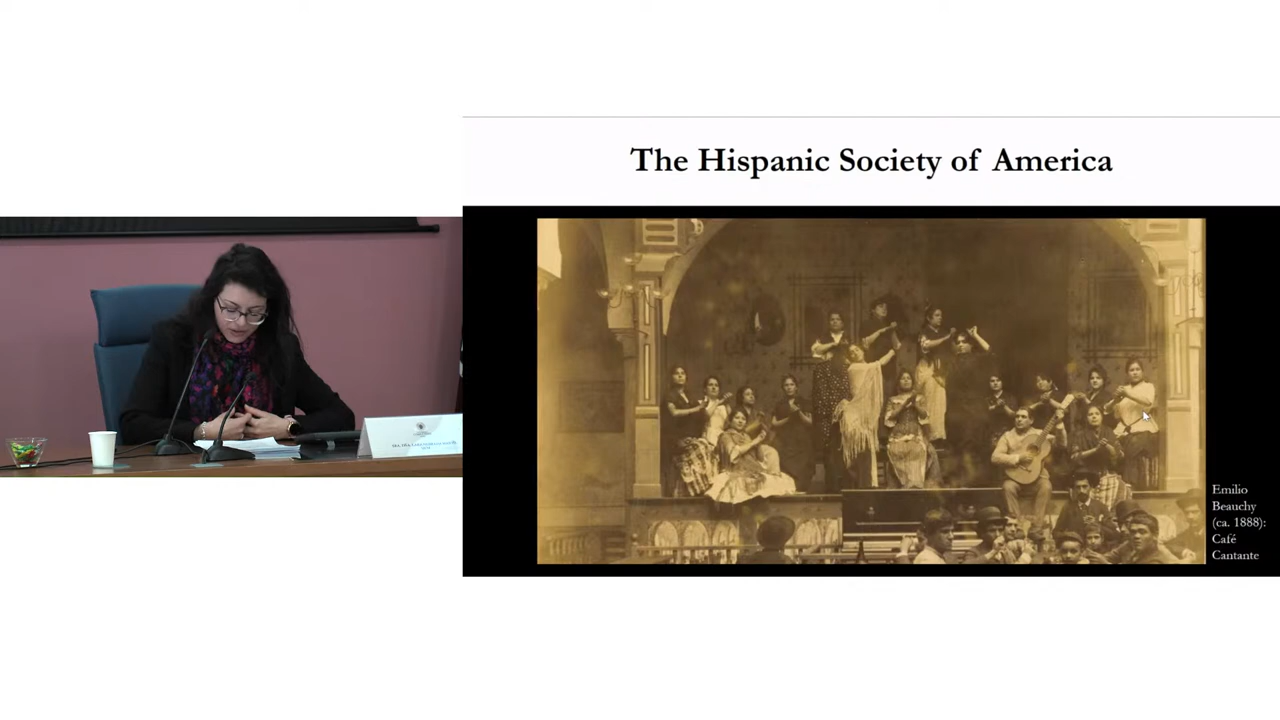 The Hispanic Society of America
Emilio
Beauchy
(ca. 1888):
Café
Cantante